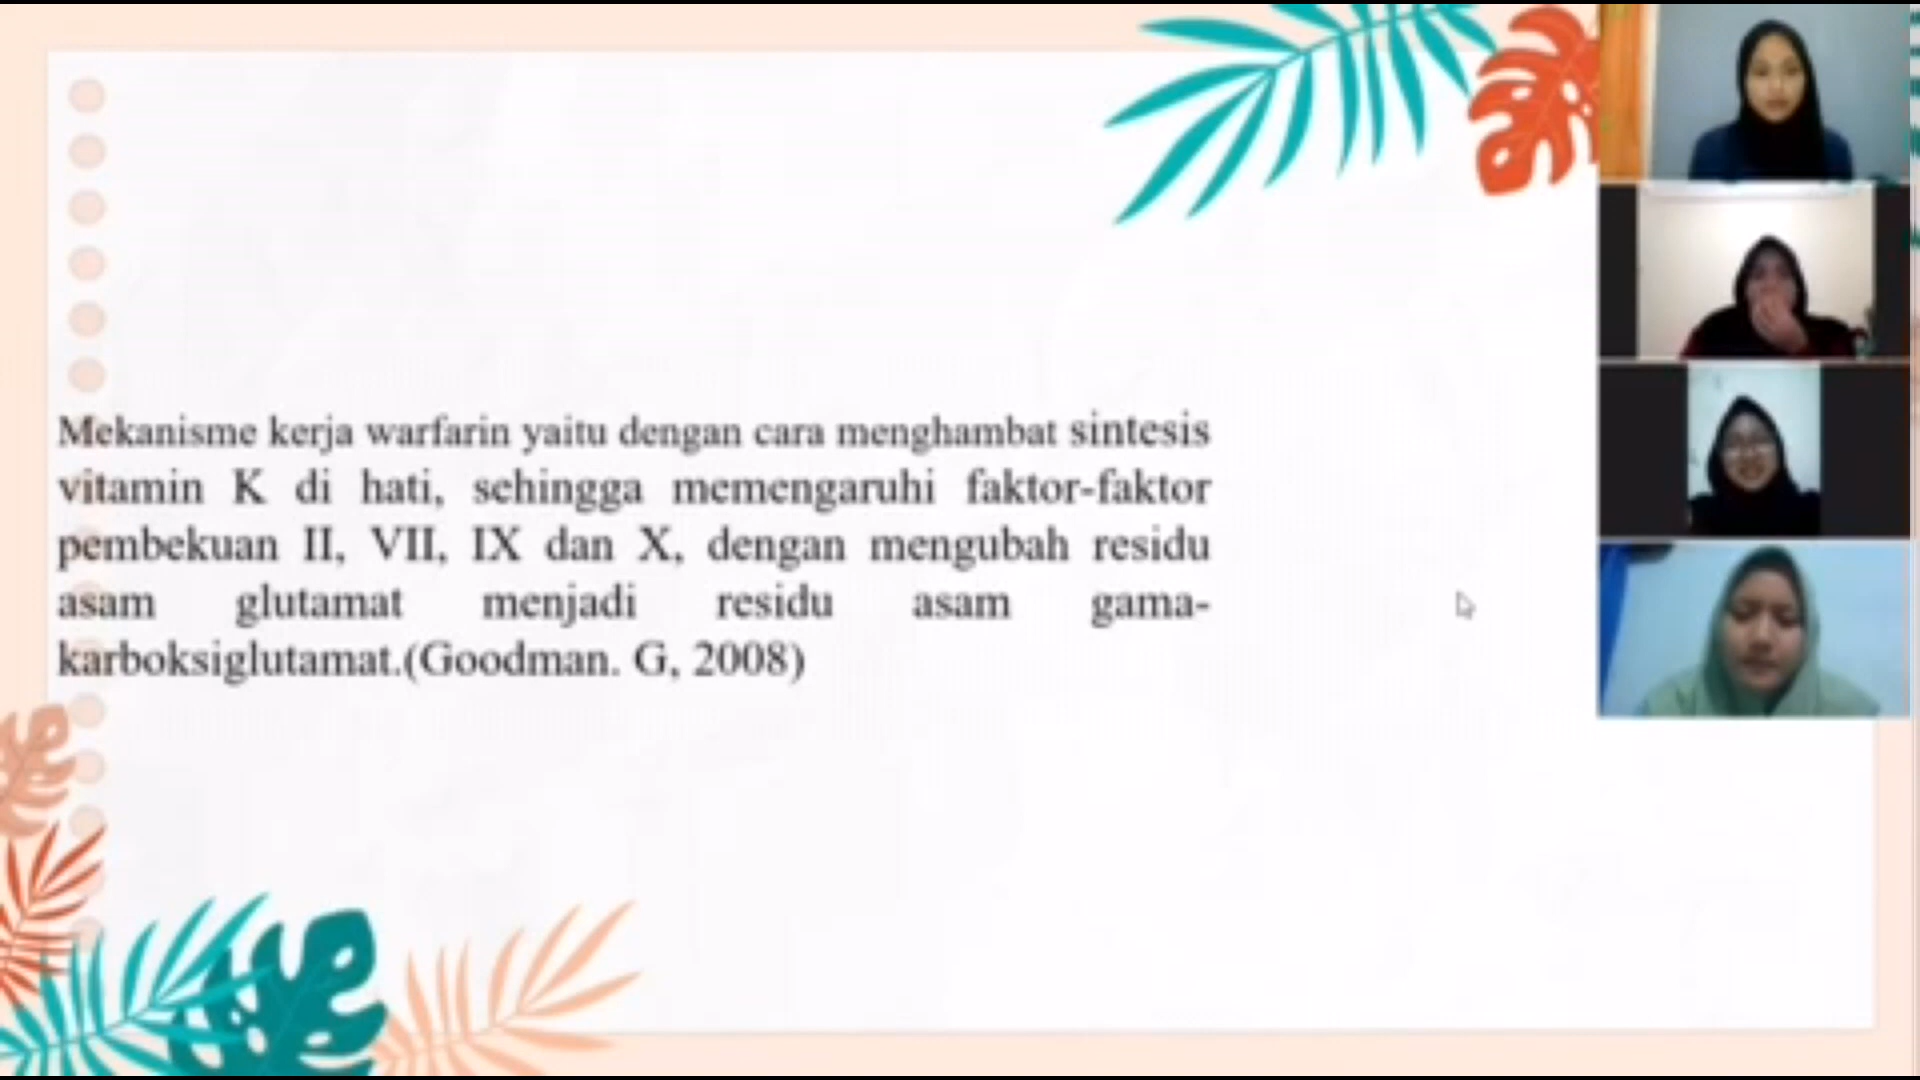 Mekanisme kerja warfarin yaitu dengan cara menghambat sintesis
vitamin K di hati, sehingga memengaruhi faktor-faktor
pembekuan II, VII, IX dan X, dengan mengubah residu
asam glutamat menjadi residu asam gama-
karboksiglutamat.(Goodman. G, 2008)